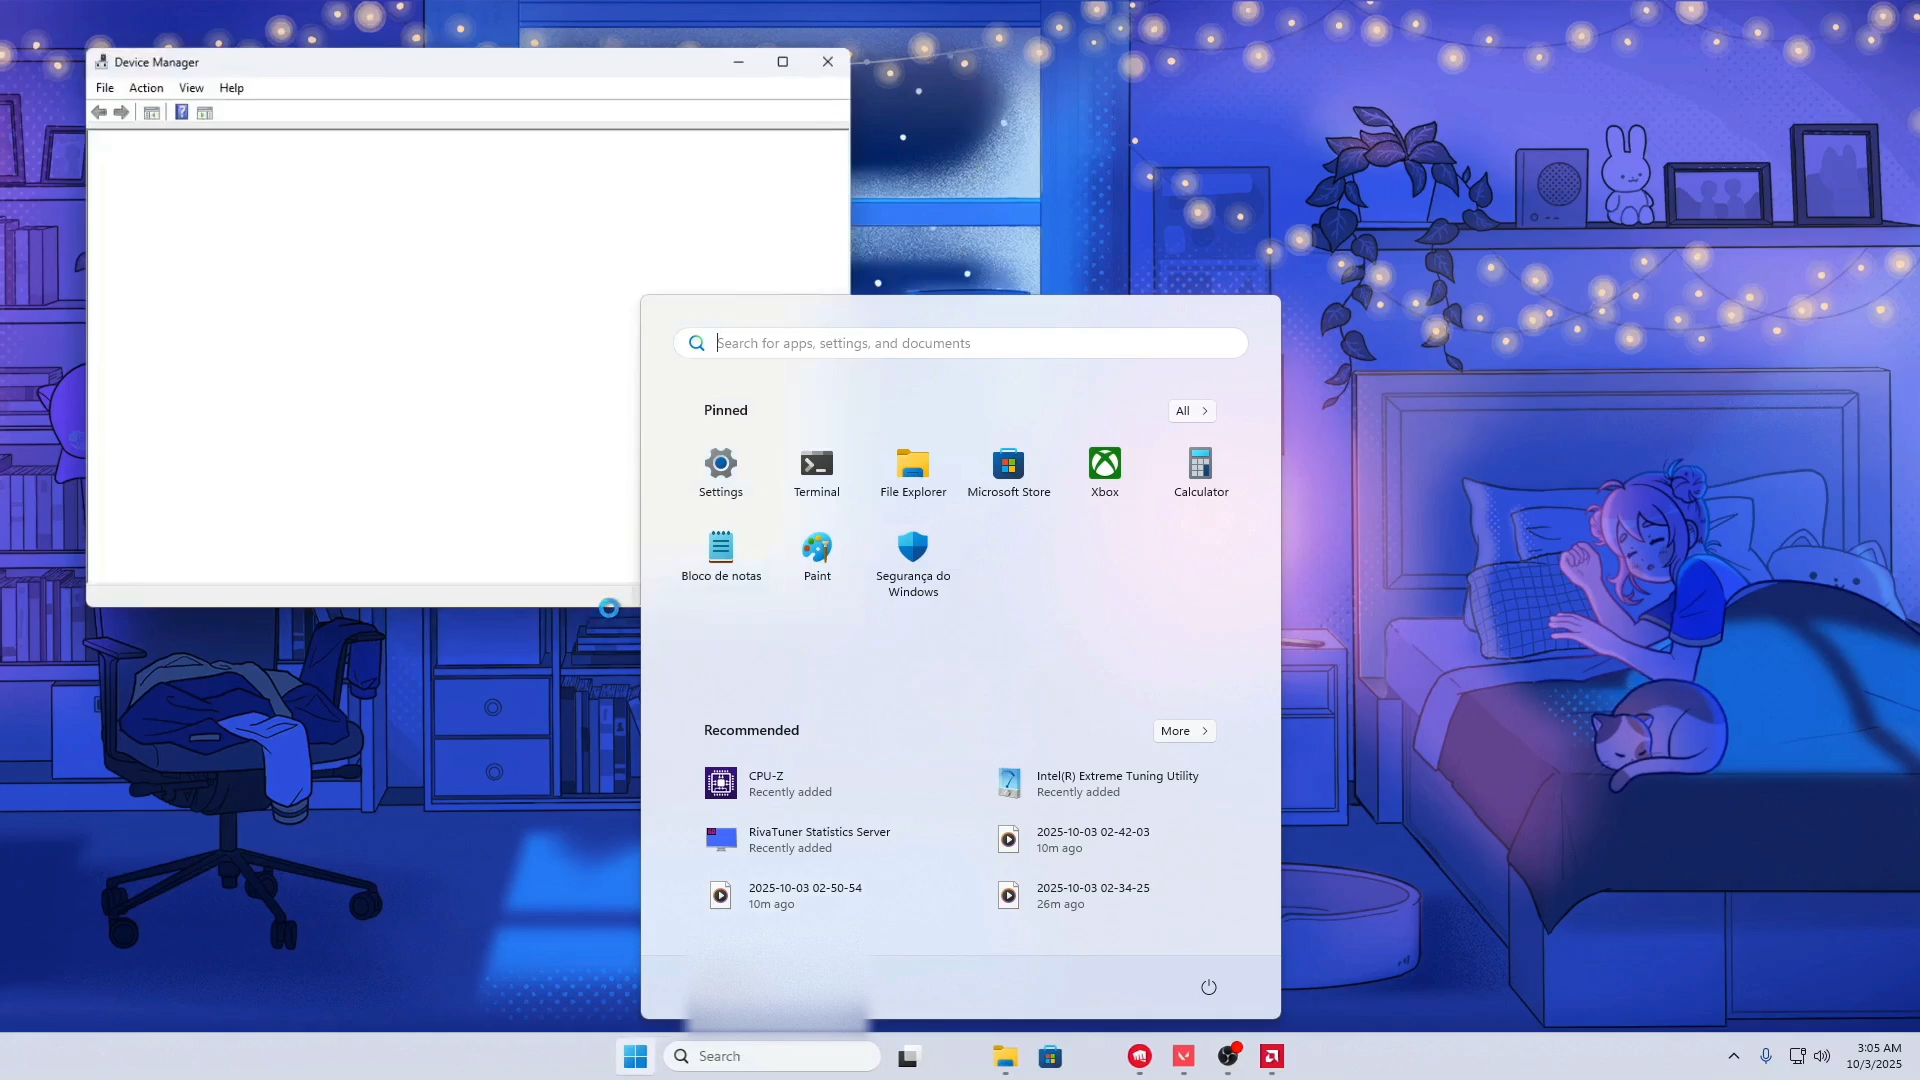 Device Manager
File Action View Help
Search for apps, settings, and documents
Pinned
All
Settings
Terminal
File Explorer
Microsoft Store
Xbox
Calculator
Bloco de notas
Paint
Segurança do
Windows
Recommended
More
CPU-Z
Recently added
Intel(R) Extreme Tuning Utility
Recently added
RivaTuner Statistics Server
Recently added
2025-10-03 02-42-03
10m ago
2025-10-03 02-50-54
10m ago
2025-10-03 02-34-25
26m ago
Search
3:05 AM
10/3/2025